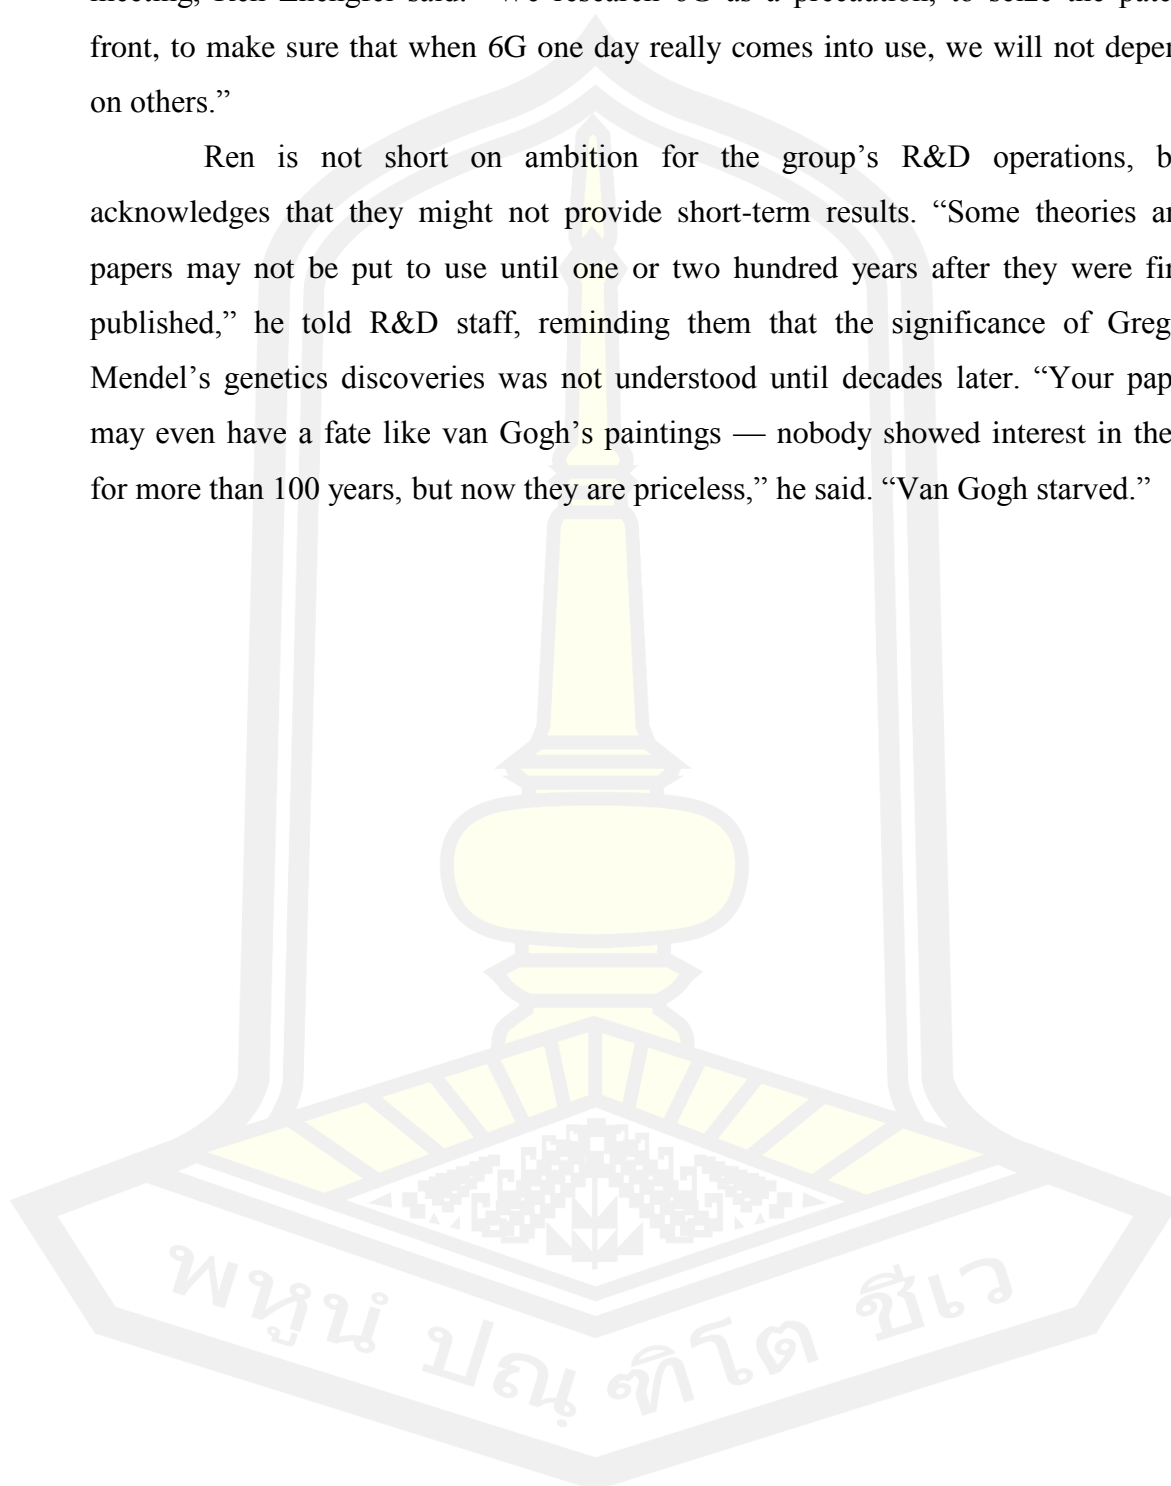 meeting, Ren Zhengfei said. “We research 6G as a precaution, to seize the pate
front, to make sure that when 6G one day really comes into use, we will not depe
on others.”
Ren is not short on ambition for the group’s R&D operations, b
acknowledges that they might not provide short-term results. “Some theories a
papers may not be put to use until one or two hundred years after they were fi
published,” he told R&D staff, reminding them that the significance of Greg
Mendel’s genetics discoveries was not understood until decades later. “Your pap
may even have a fate like van Gogh’s paintings — nobody showed interest in the
for more than 100 years, but now they are priceless,” he said. “Van Gogh starved.”
พหูนํ ปณฺ ฑิโต ชีเว